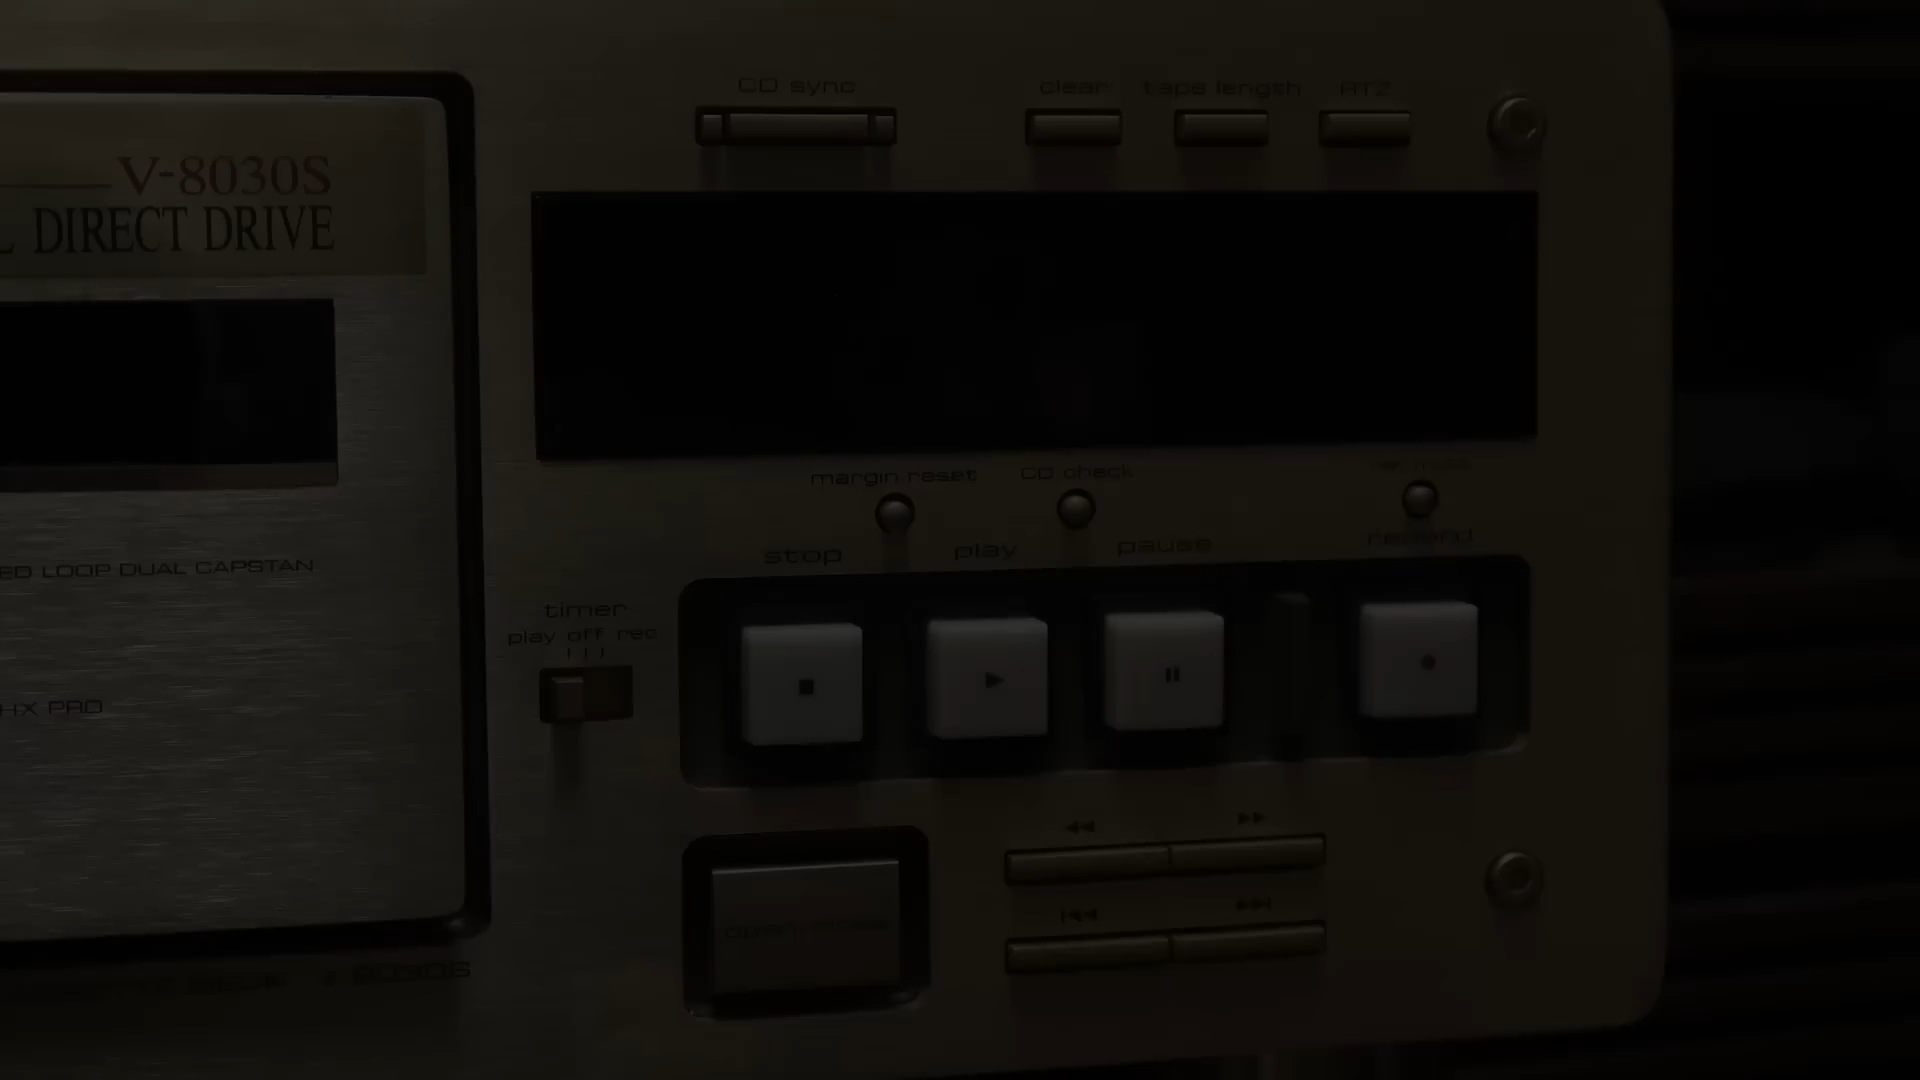 CD sync
clear tape length RTZ
V-8030S
DIRECT DRIVE
margin reset CD check
record
stop play pause
ED LOOP DUAL CAPSTAN
timer
play off rec
HX PRO